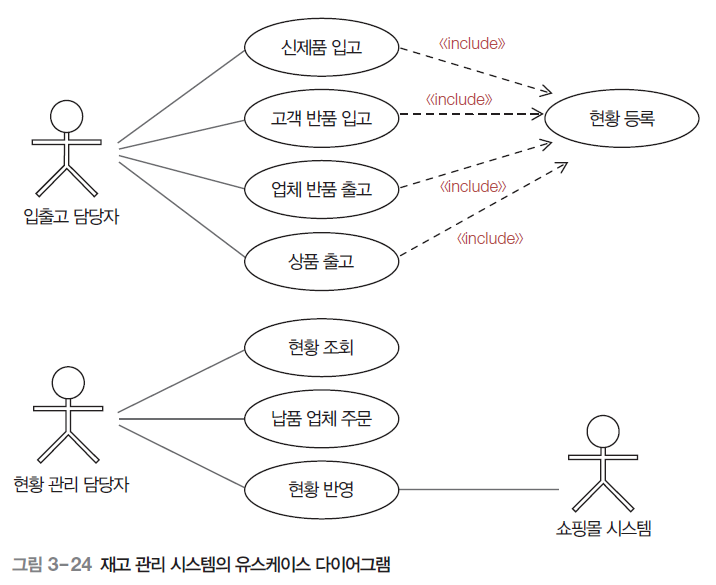 신제품 입고
《include》
고객 반품 입고
《include》
현황 등록
업체 반품 출고
《include》
입출고 담당자
상품 출고
《include》
현황 조회
납품 업체 주문
현황 관리 담당자
현황 반영
쇼핑몰 시스템
그림 3-24 재고 관리 시스템의 유스케이스 다이어그램